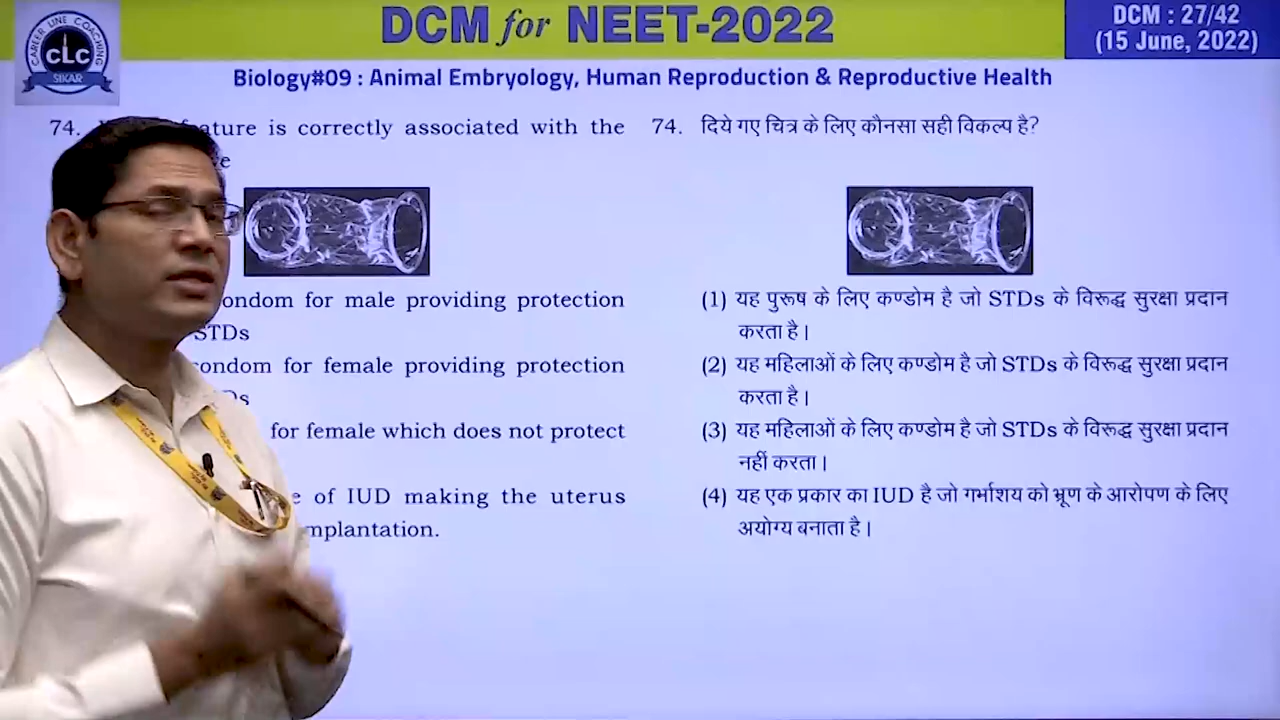 CAREER LINE COACHING
CLC
SIKAR
DCM for NEET-2022
DCM : 27/42
(15 June, 2022)
Biology#09 : Animal Embryology, Human Reproduction & Reproductive Health
74. feature is correctly associated with the
ondom for male providing protection
STDs
condom for female providing protection
for female which does not protect
of IUD making the uterus
mplantation.
74. दिये गए चित्र के लिए कौनसा सही विकल्प है?
(1) यह पुरूष के लिए कण्डोम है जो STDs के विरूद्ध सुरक्षा प्रदान
करता है।
(2) यह महिलाओं के लिए कण्डोम है जो STDs के विरूद्ध सुरक्षा प्रदान
करता है।
(3) यह महिलाओं के लिए कण्डोम है जो STDs के विरूद्ध सुरक्षा प्रदान
नहीं करता।
(4) यह एक प्रकार का IUD है जो गर्भाशय को भ्रूण के आरोपण के लिए
अयोग्य बनाता है।